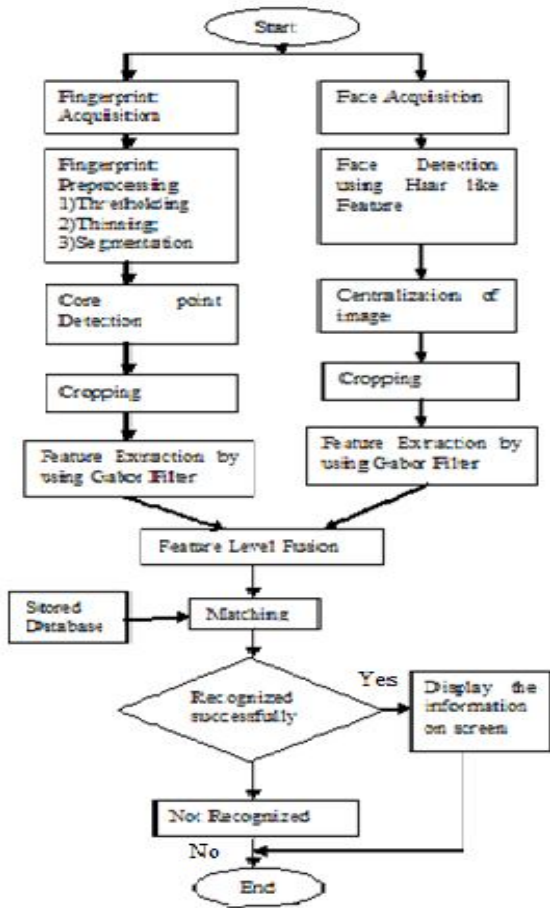 Start
Fingerprint
Acquisition
Face Acquisition
Fingerprint
Preprocessing
1)Thresholding
2)Thinning
3)Segmentation
Face Detection
using Haar like
Feature
Core point
Detection
Centralization of
image
Cropping
Cropping
Feature Extraction by
using Gabor Filter
Feature Extraction by
using Gabor Filter
Feature Level Fusion
Stored
Database
Matching
Recognized
successfully
Yes
Display the
information
on screen
Not Recognized
No
End